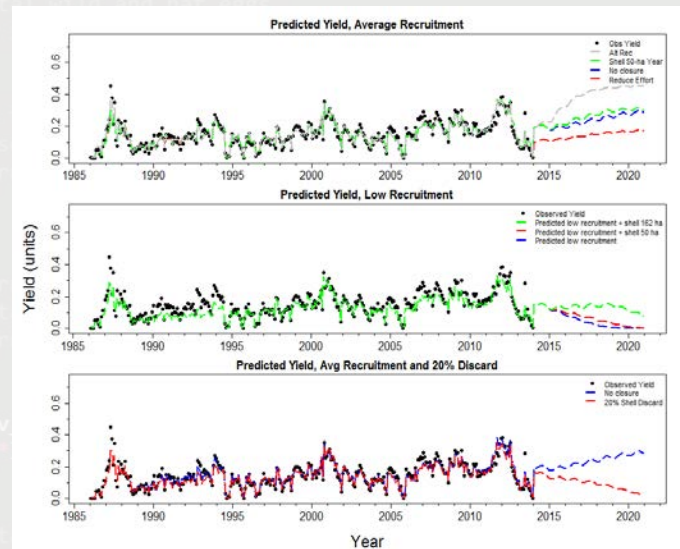 Predicted Yield, Average Recruitment
Obs Yield
Alt Rec
Shell 50-ha Year
No closure
Reduce Effort
0.0 0.2 0.4 0.6
1985 1990 1995 2000 2005 2010 2015 2020
Predicted Yield, Low Recruitment
Observed Yield
Predicted low recruitment + shell 162 ha
Predicted low recruitment + shell 50 ha
Predicted low recruitment
Yield (units)
0.0 0.2 0.4 0.6
1985 1990 1995 2000 2005 2010 2015 2020
Predicted Yield, Avg Recruitment and 20% Discard
Observed Yield
No closure
20% Shell Discard
0.0 0.2 0.4 0.6
1985 1990 1995 2000 2005 2010 2015 2020
Year